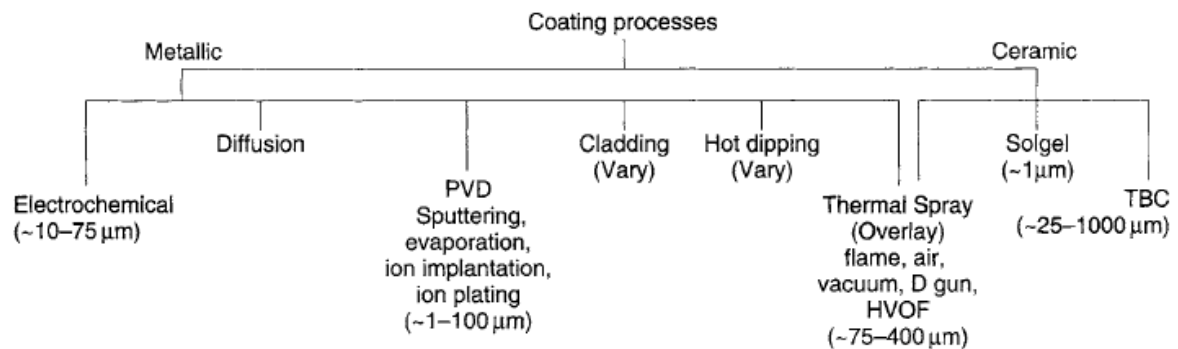 Coating processes
Metallic
Ceramic
Diffusion
Cladding
(Vary)
Hot dipping
(Vary)
Solgel
(~1μm)
Electrochemical
(~10–75 μm)
PVD
Sputtering,
evaporation,
ion implantation,
ion plating
(~1–100 μm)
Thermal Spray
(Overlay)
flame, air,
vacuum, D gun,
HVOF
(~75–400 μm)
TBC
(~25–1000 μm)